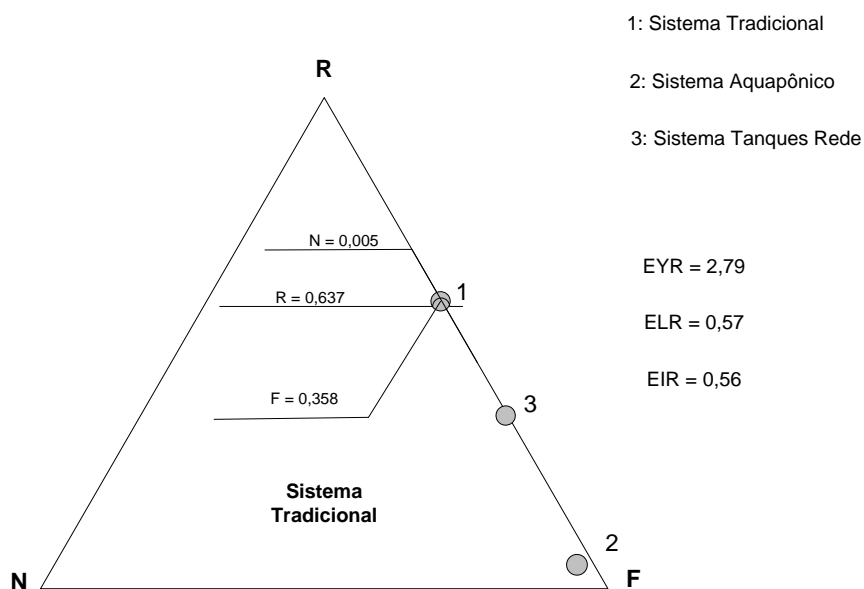 1: Sistema Tradicional
R
2: Sistema Aquapônico
3: Sistema Tanques Rede
N = 0,005
EYR = 2,79
R = 0,637
1
ELR = 0,57
EIR = 0,56
F = 0,358
3
Sistema
Tradicional
2
N
F